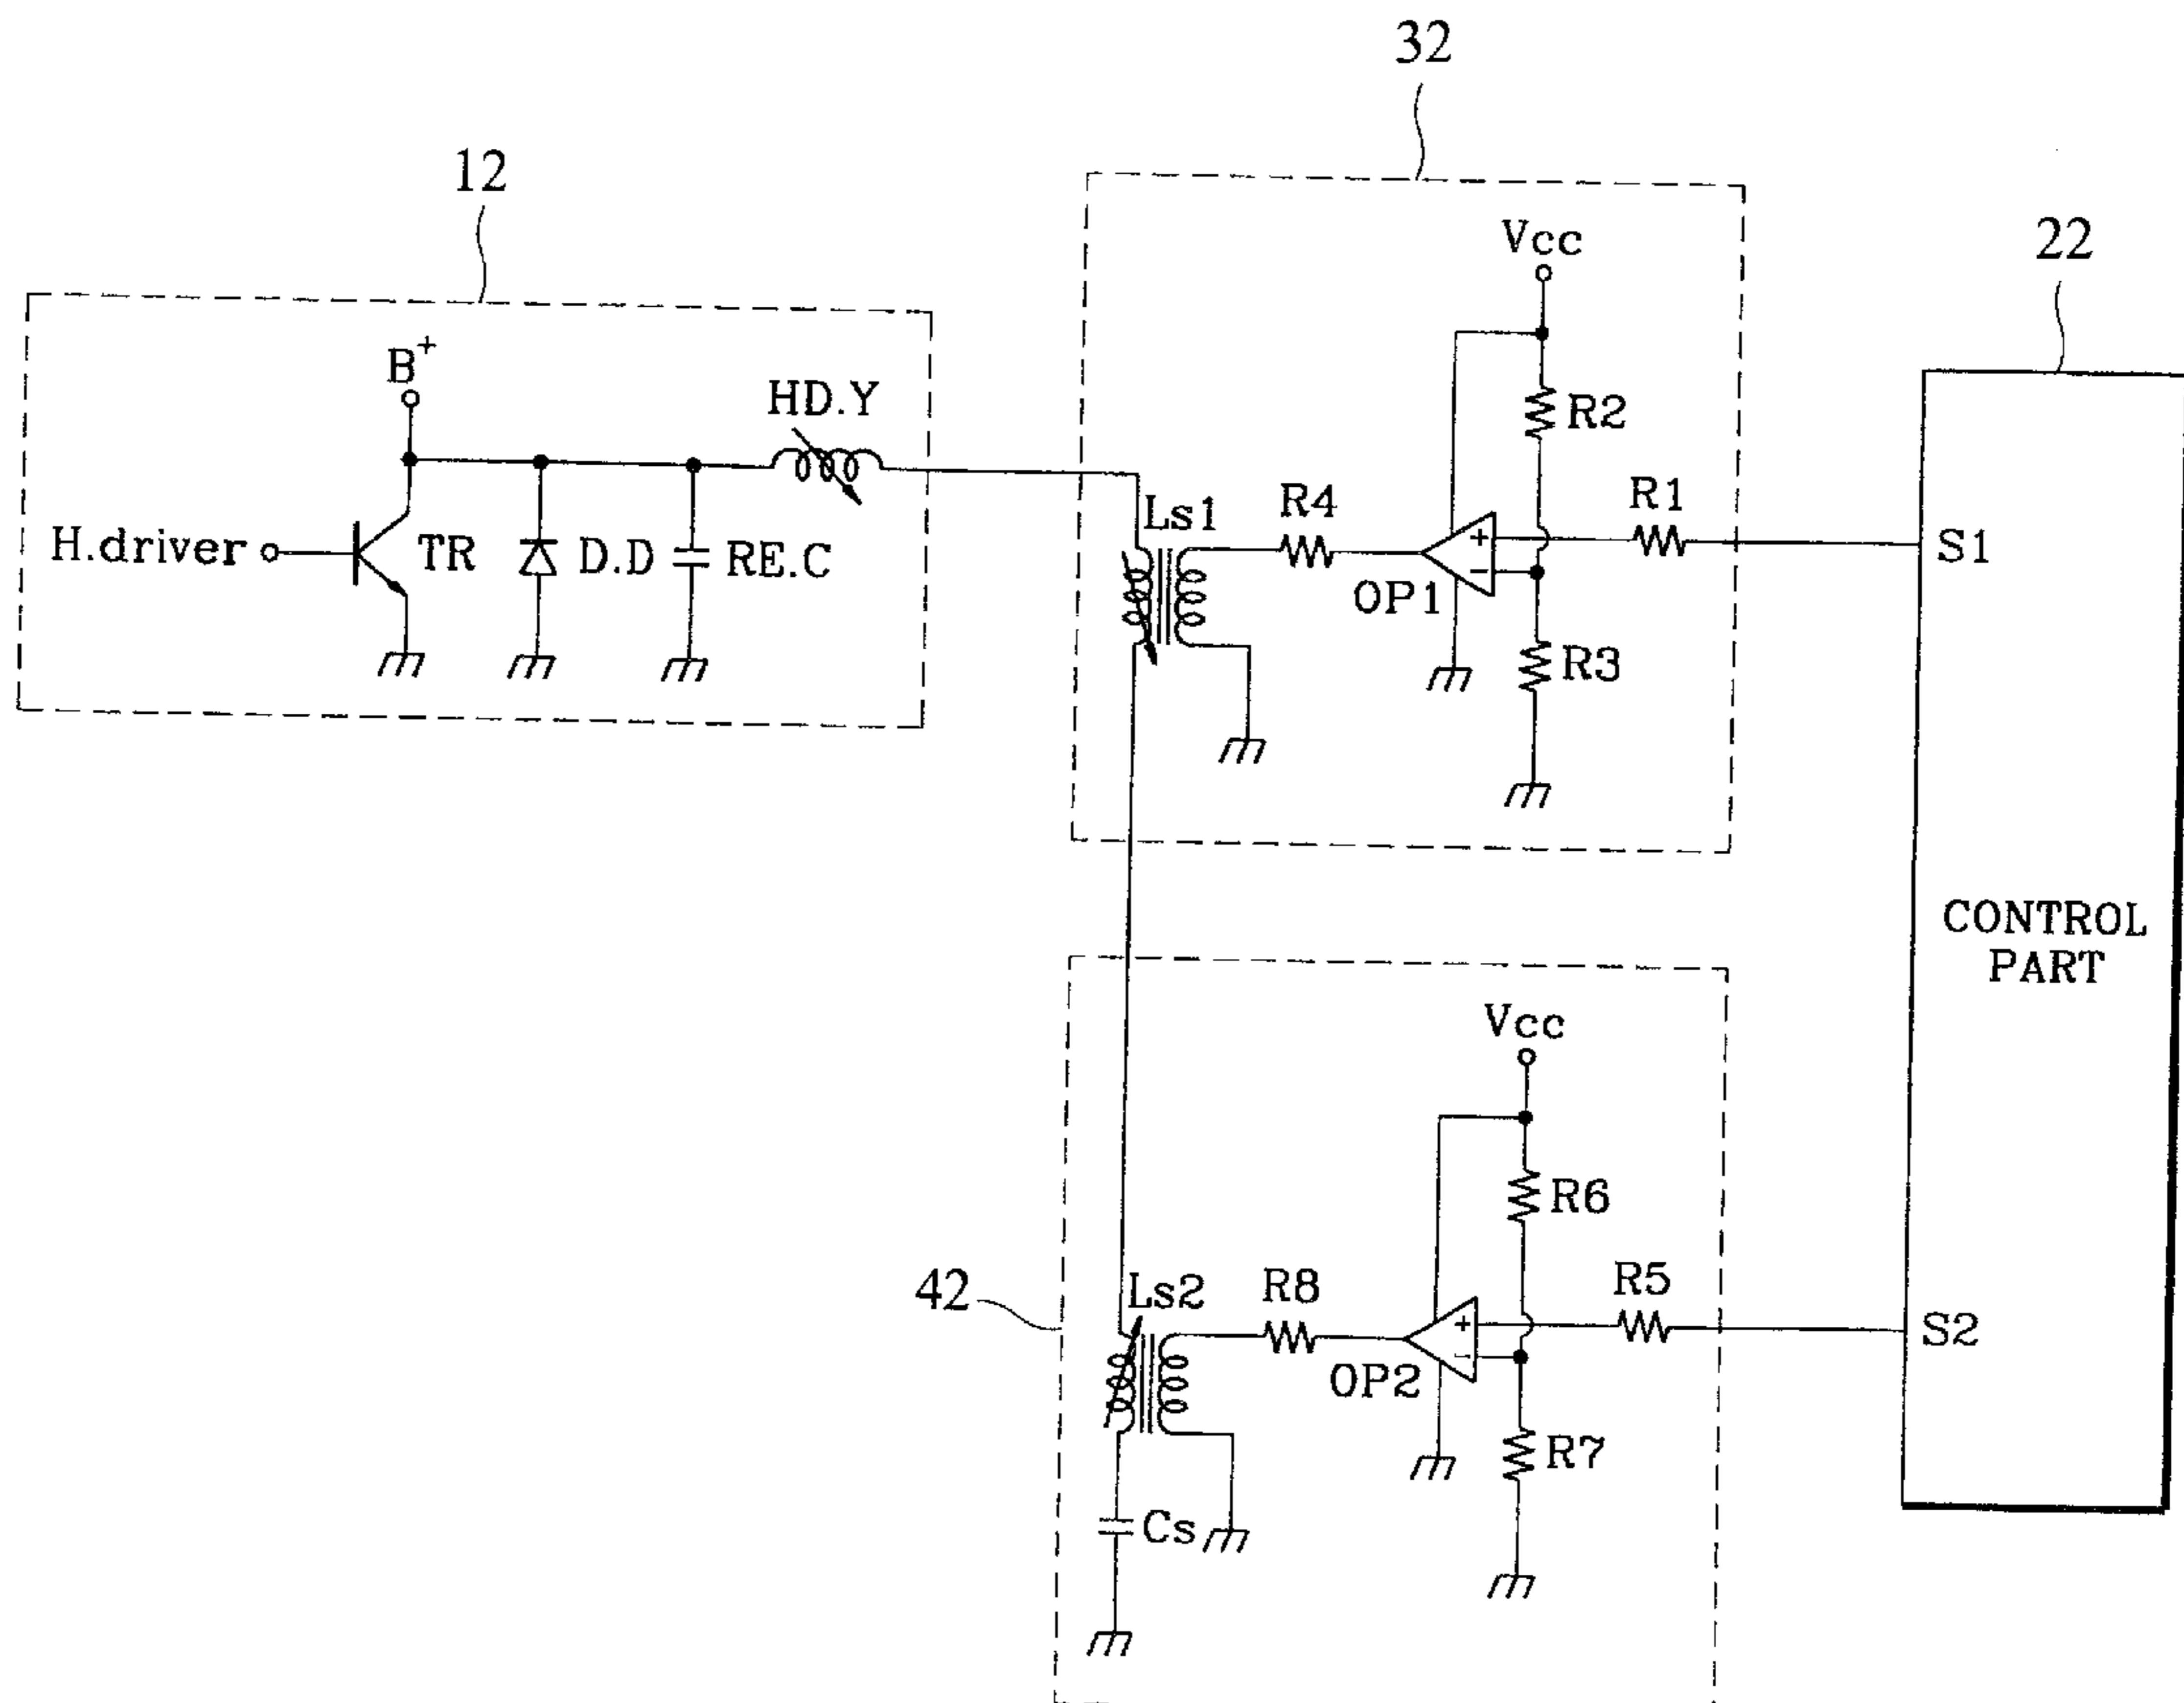 32
12
22
Vcc
B+
HD.Y
R2
R1
Ls1
R4
H.driver
TR
D.D
RE.C
OP1
S1
R3
CONTROL
PART
Vcc
R6
42
Ls2
R8
R5
S2
OP2
R7
Cs
+
−
+
−